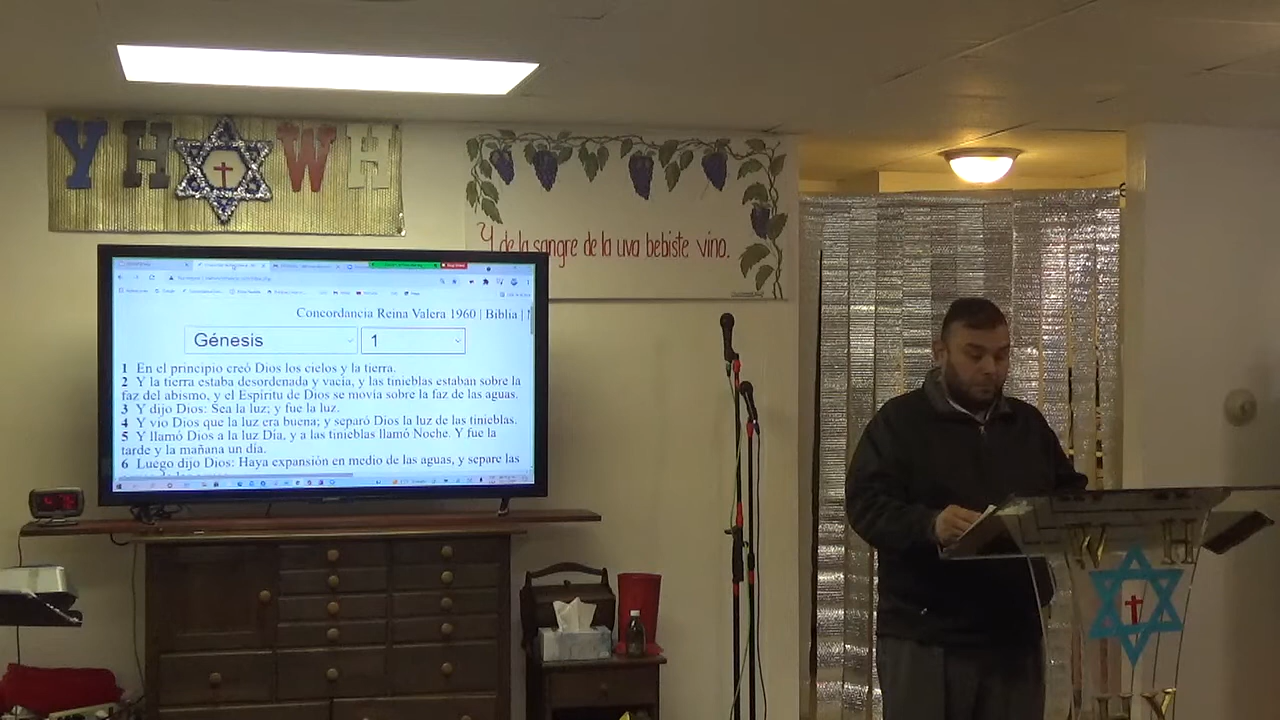 YH WH
Y de la sangre de la uva bebiste vino.
Concordancia Reina Valera 1960 | Biblia |
Génesis 1
1 En el principio creó Dios los cielos y la tierra.
2 Y la tierra estaba desordenada y vacía, y las tinieblas estaban sobre la
faz del abismo, y el Espíritu de Dios se movía sobre la faz de las aguas.
3 Y dijo Dios: Sea la luz; y fue la luz.
4 Y vio Dios que la luz era buena; y separó Dios la luz de las tinieblas.
5 Y llamó Dios a la luz Día, y a las tinieblas llamó Noche. Y fue la
tarde y la mañana un día.
6 Luego dijo Dios: Haya expansión en medio de las aguas, y separe las
W H